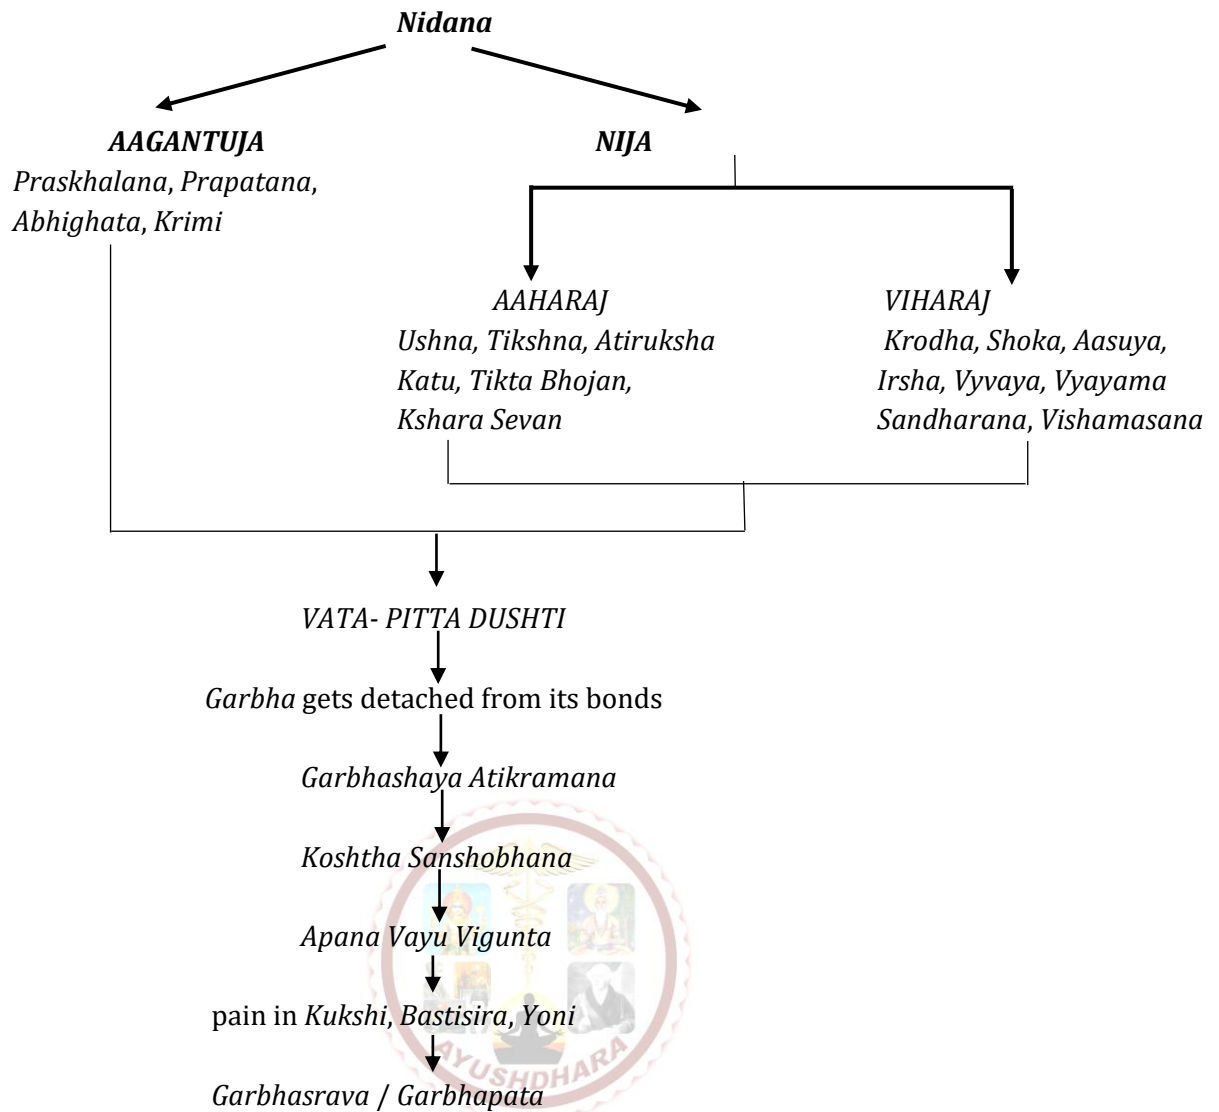 Nidana
AAGANTUJA
Praskhalana, Prapatana,
Abhighata, Krimi
NIJA
AAHARAJ
Ushna, Tikshna, Atiruksha
Katu, Tikta Bhojan,
Kshara Sevan
VIHARAJ
Krodha, Shoka, Aasuya,
Irsha, Vyvaya, Vyayama
Sandharana, Vishamasana
VATA- PITTA DUSHTI
Garbha gets detached from its bonds
Garbhashaya Atikramana
Koshtha Sanshobhana
Apana Vayu Vigunta
pain in Kukshi, Bastisira, Yoni
Garbhasrava / Garbhapata
AYUSHDHARA